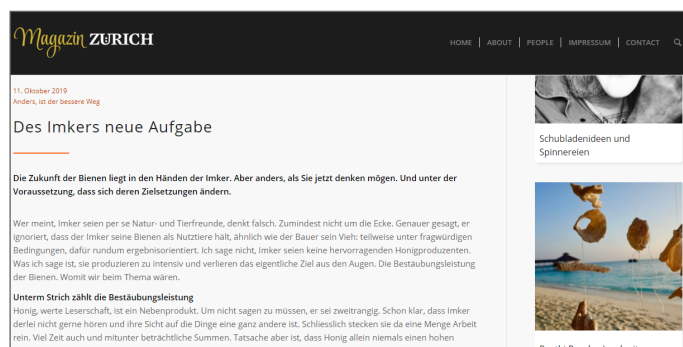 Magazin ZÜRICH
HOME | ABOUT | PEOPLE | IMPRESSUM | CONTACT
11. Oktober 2019
Anders, ist der bessere Weg
Des Imkers neue Aufgabe
Die Zukunft der Bienen liegt in den Händen der Imker. Aber anders, als Sie jetzt denken mögen. Und unter der
Voraussetzung, dass sich deren Zielsetzungen ändern.
Wer meint, Imker seien per se Natur- und Tierfreunde, denkt falsch. Zumindest nicht um die Ecke. Genauer gesagt, er
ignoriert, dass der Imker seine Bienen als Nutztiere hält, ähnlich wie der Bauer sein Vieh: teilweise unter fragwürdigen
Bedingungen, dafür rundum ergebnisorientiert. Ich sage nicht, Imker seien keine hervorragenden Honigproduzenten.
Was ich sage ist, sie produzieren zu intensiv und verlieren das eigentliche Ziel aus den Augen. Die Bestäubungsleistung
der Bienen. Womit wir beim Thema wären.
Unterm Strich zählt die Bestäubungsleistung
Honig, werte Leserschaft, ist ein Nebenprodukt. Um nicht sagen zu müssen, er sei zweitrangig. Schon klar, dass Imker
derlei nicht gerne hören und ihre Sicht auf die Dinge eine ganz andere ist. Schliesslich stecken sie da eine Menge Arbeit
rein. Viel Zeit auch und mitunter beträchtliche Summen. Tatsache aber ist, dass Honig allein niemals einen hohen
Schubladenideen und
Spinnereien